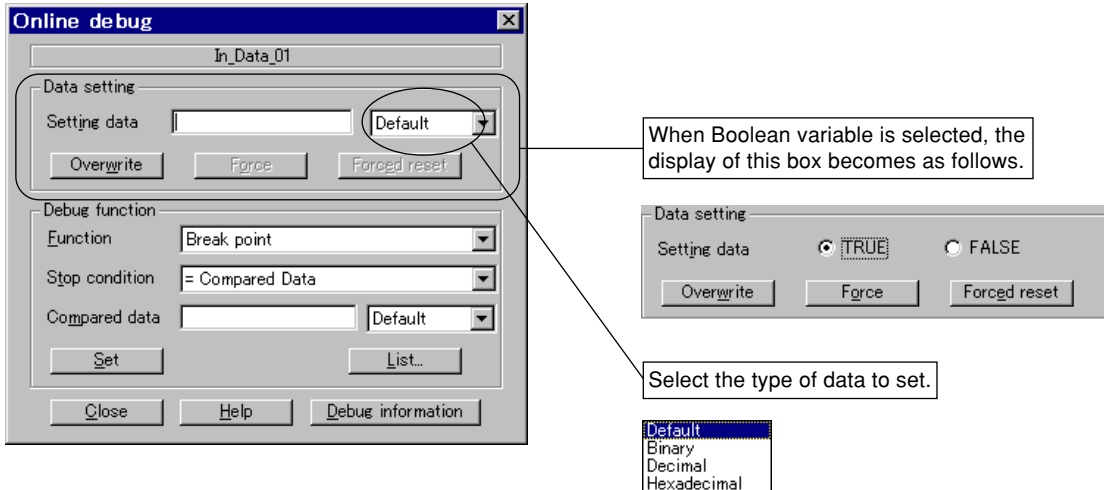 Online debug
In_Data_01
Data setting
Setting data Default
Overwrite Force Forced reset
Debug function
Function Break point
Stop condition = Compared Data
Compared data Default
Set List...
Close Help Debug information
When Boolean variable is selected, the
display of this box becomes as follows.
Data setting
Setting data TRUE FALSE
Overwrite Force Forced reset
Select the type of data to set.
Default
Binary
Decimal
Hexadecimal